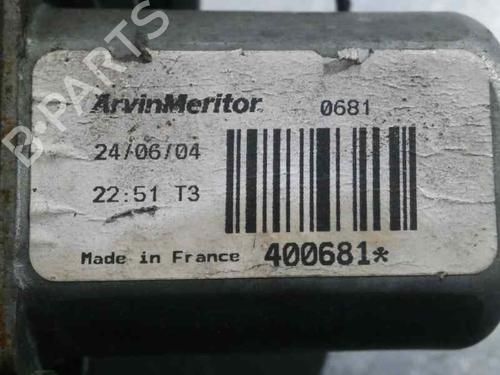 ArvinMeritor 0681
24/06/04
22:51 T3
Made in France 400681*
B-PARTS